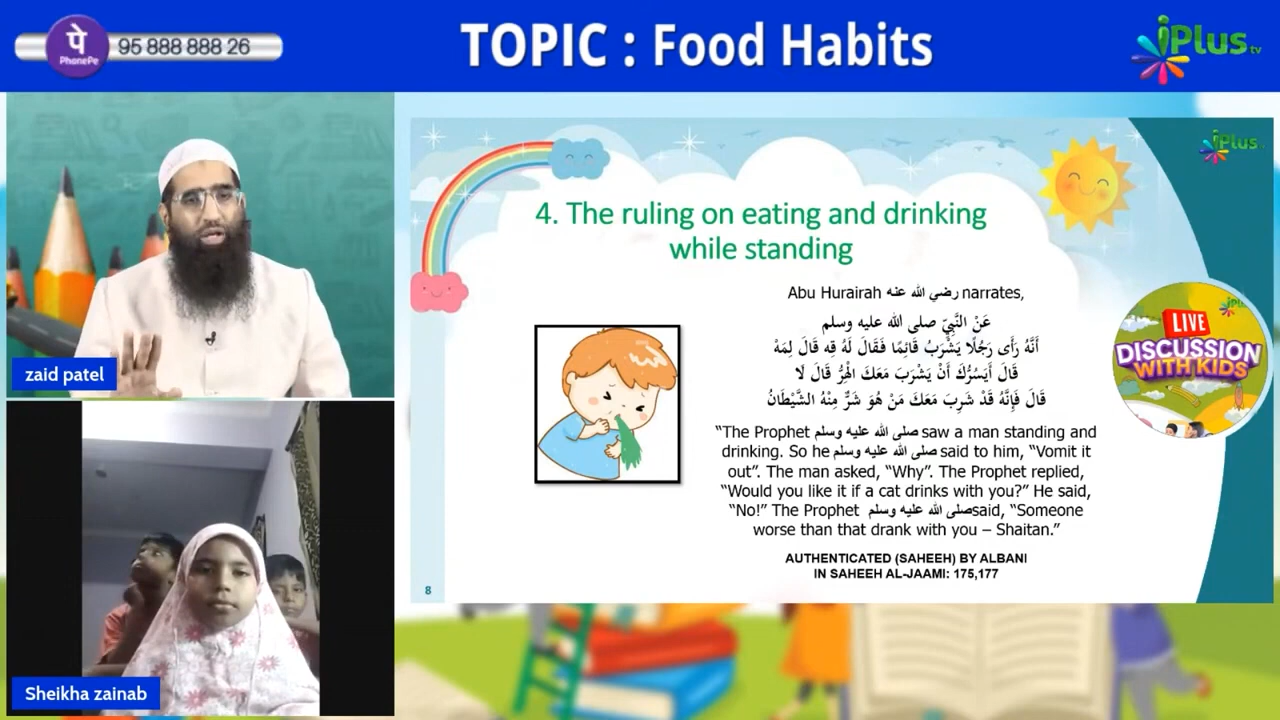 पे
PhonePe
95 888 888 26
TOPIC : Food Habits
iPlus tv
zaid patel
Sheikha zainab
iPlus
4. The ruling on eating and drinking
while standing
Abu Hurairah رضي الله عنه narrates,
عَنْ النَّبِيِّ صلى الله عليه وسلم
أَنَّهُ رَأَى رَجُلًا يَشْرَبُ قَائِمًا فَقَالَ لَهُ قِهِ قَالَ لِمَهْ
قَالَ أَيَسُرُّكَ أَنْ يَشْرَبَ مَعَكَ الْهِرُّ قَالَ لَا
قَالَ فَإِنَّهُ قَدْ شَرِبَ مَعَكَ مَنْ هُوَ شَرٌّ مِنْهُ الشَّيْطَانُ
“The Prophet صلى الله عليه وسلم saw a man standing and
drinking. So he صلى الله عليه وسلم said to him, “Vomit it
out”. The man asked, “Why”. The Prophet replied,
“Would you like it if a cat drinks with you?” He said,
“No!” The Prophet صلى الله عليه وسلمsaid, “Someone
worse than that drank with you – Shaitan.”
AUTHENTICATED (SAHEEH) BY ALBANI
IN SAHEEH AL-JAAMI: 175,177
8
iPlus
LIVE
DISCUSSION
WITH KIDS